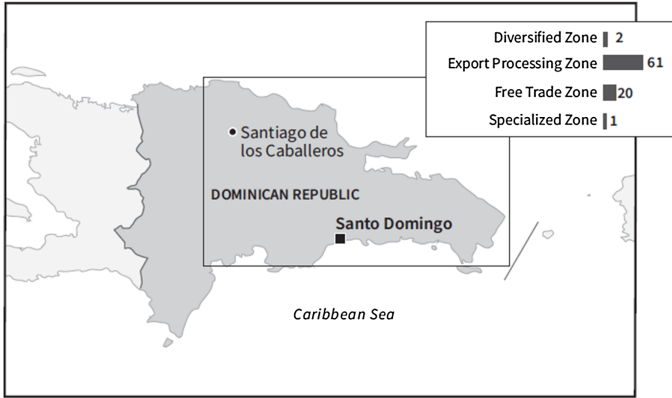 Diversified Zone 2
Export Processing Zone 61
Free Trade Zone 20
Specialized Zone 1
Santiago de
los Caballeros
DOMINICAN REPUBLIC
Santo Domingo
Caribbean Sea